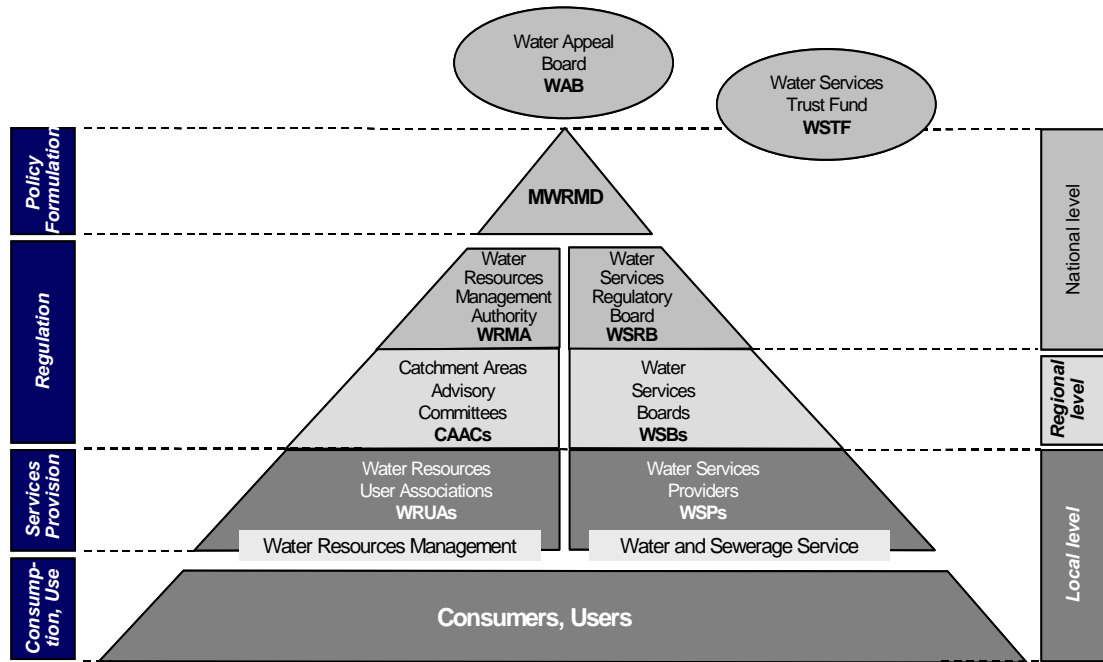 Water Appeal
Board
WAB
Water Services
Trust Fund
WSTF
Policy
Formulation
MWRMD
National level
Regulation
Water
Resources
Management
Authority
WRMA
Water
Services
Regulatory
Board
WSRB
Catchment Areas
Advisory
Committees
CAACs
Water
Services
Boards
WSBs
Regional
level
Services
Provision
Water Resources
User Associations
WRUAs
Water Services
Providers
WSPs
Water Resources Management
Water and Sewerage Service
Local level
Consump-
tion, Use
Consumers, Users